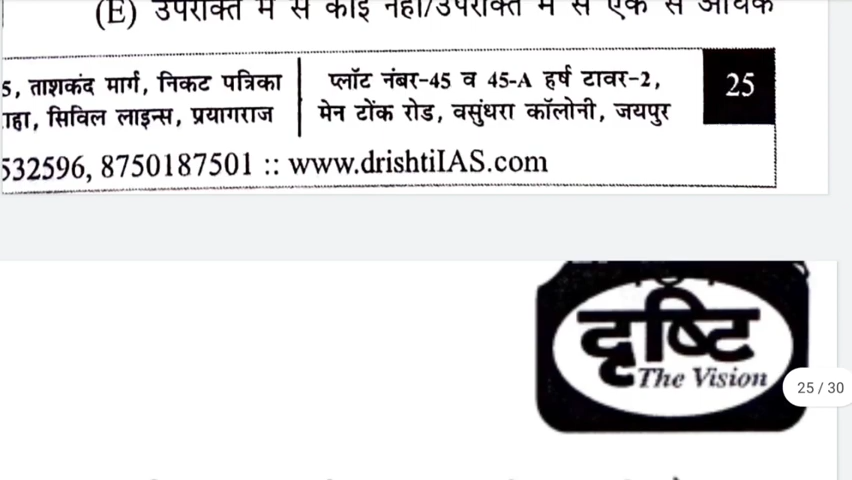 (E) उपरोक्त में से कोई नहीं/उपरोक्त में से एक से अधिक
5, ताशकंद मार्ग, निकट पत्रिका
ाहा, सिविल लाइन्स, प्रयागराज
प्लॉट नंबर-45 व 45-A हर्ष टावर-2,
मेन टोंक रोड, वसुंधरा कॉलोनी, जयपुर
25
532596, 8750187501 :: www.drishtiIAS.com
दृष्टि
The Vision
25 / 30